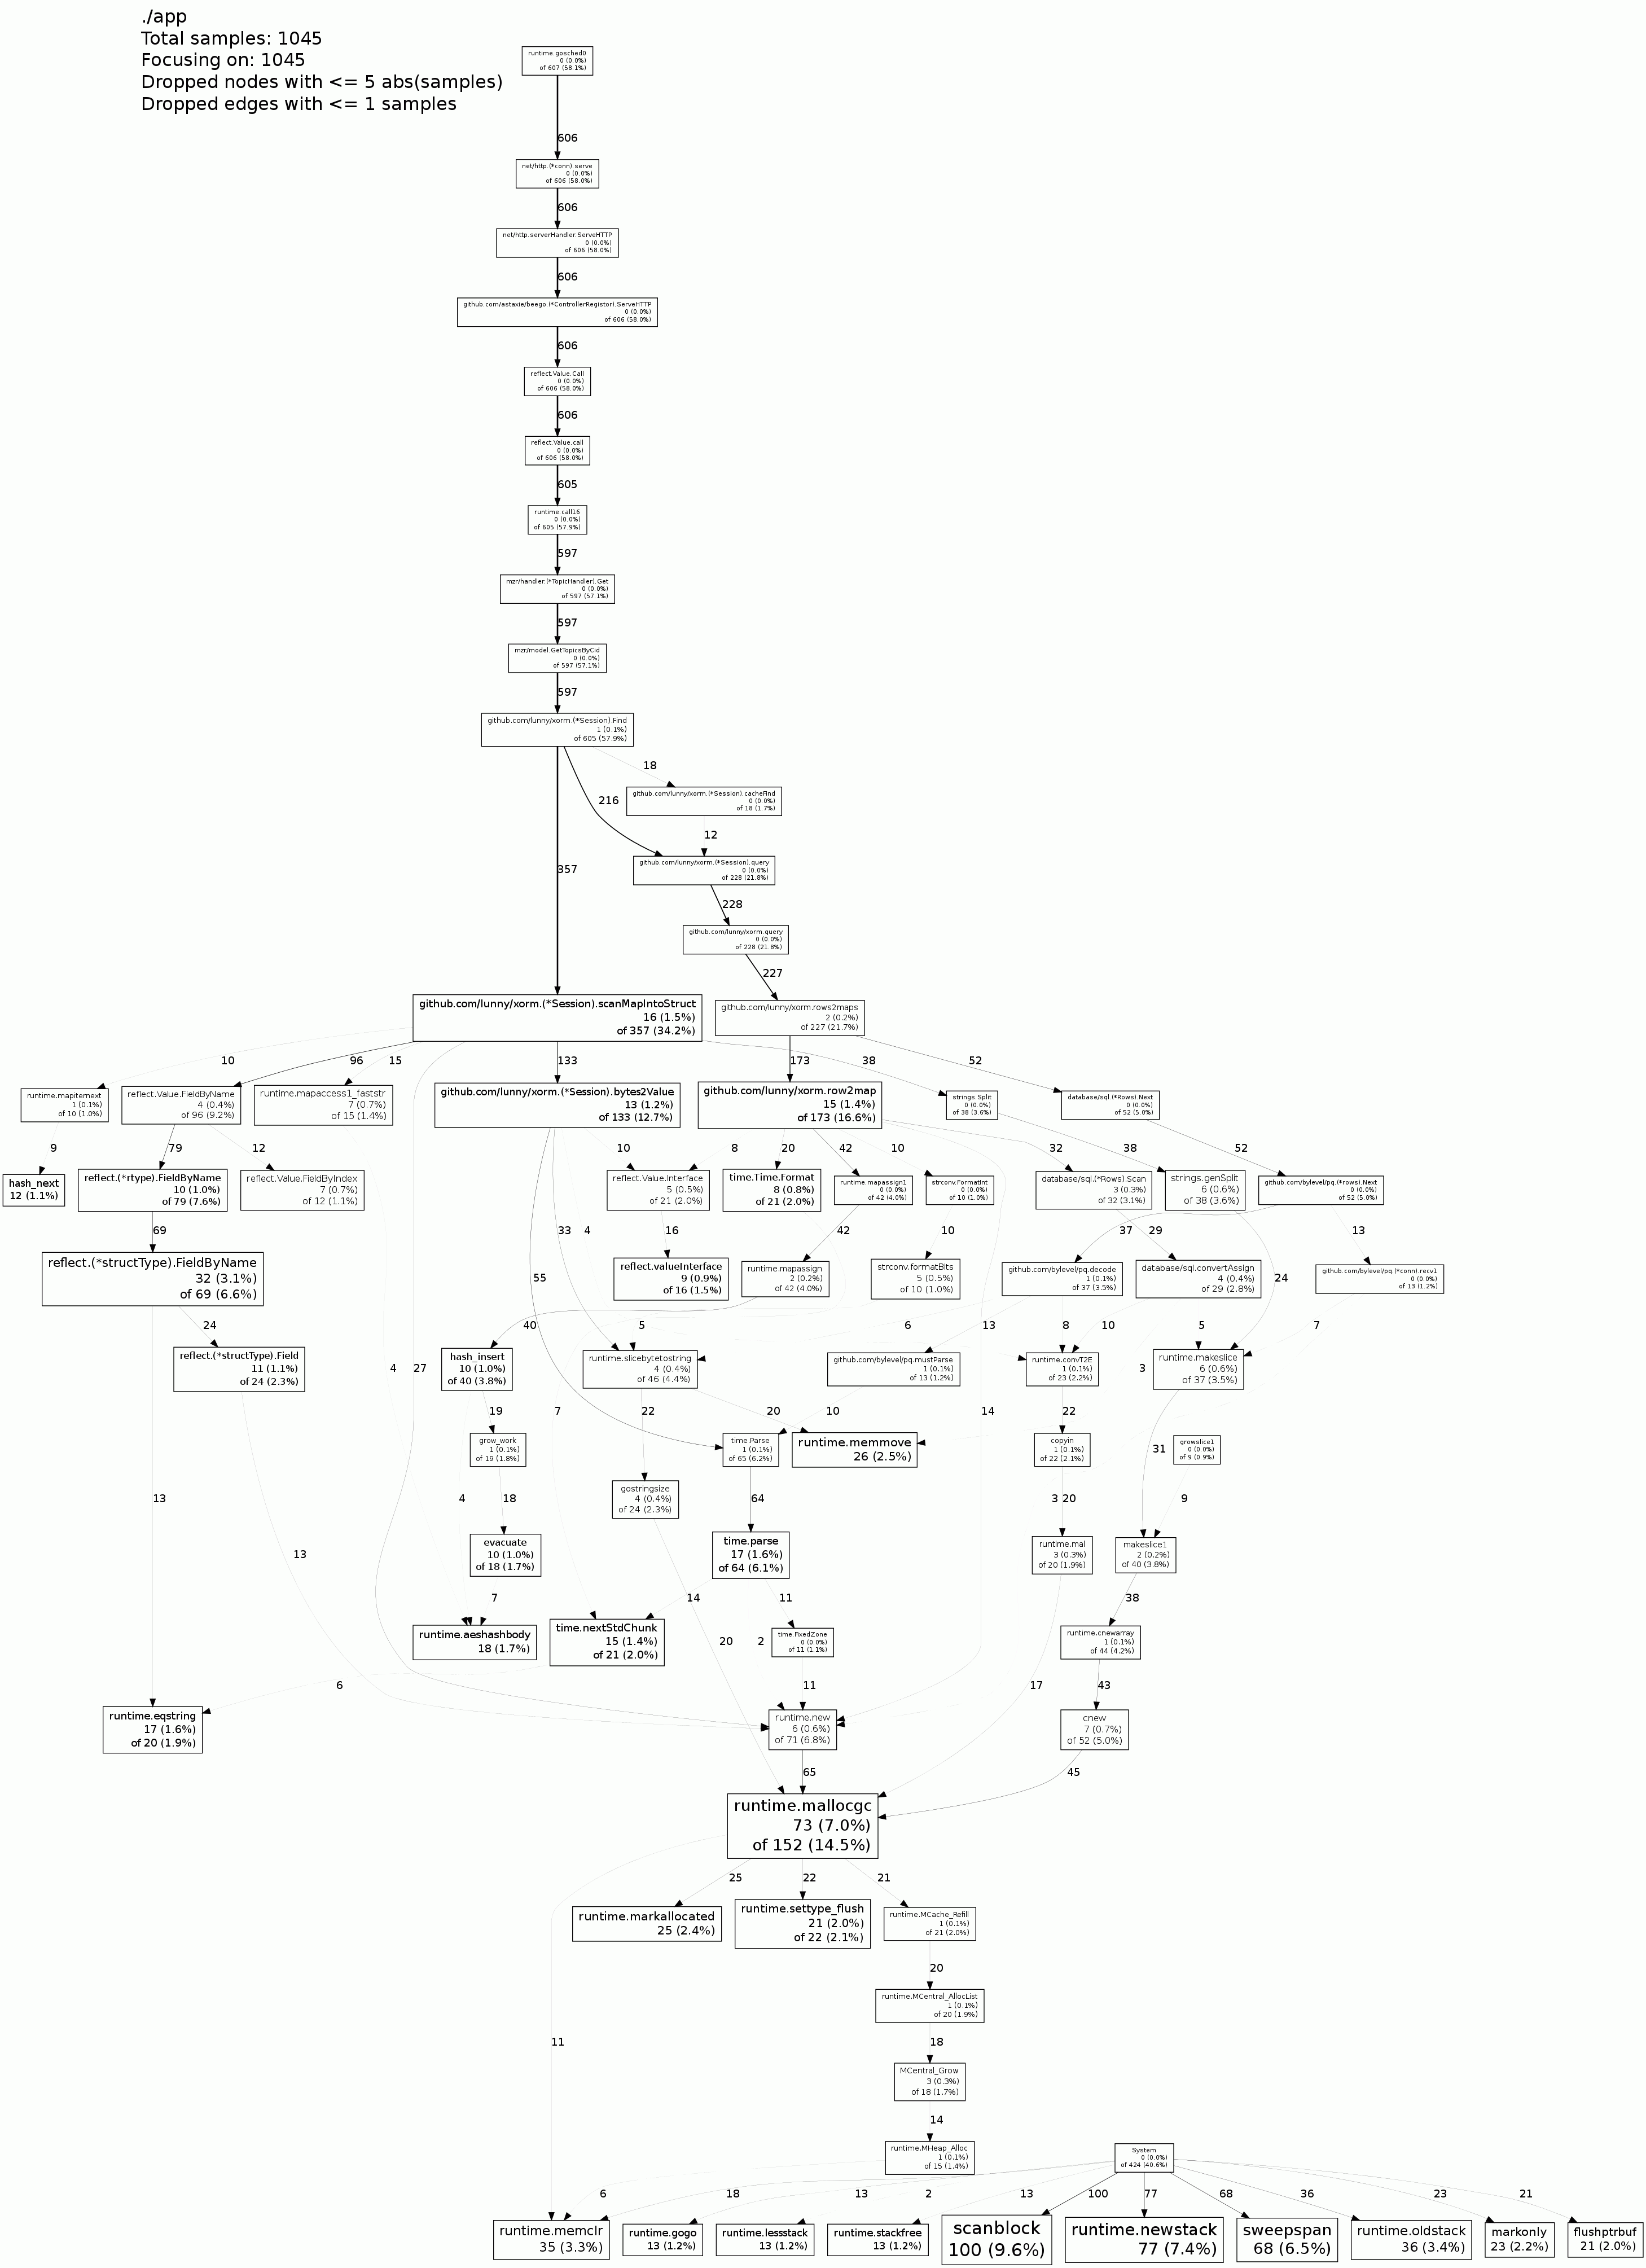 ./app
Total samples: 1045
Focusing on: 1045
Dropped nodes with <= 5 abs(samples)
Dropped edges with <= 1 samples
runtime.gosched0
0 (0.0%)
of 607 (58.1%)
606
net/http.(*conn).serve
0 (0.0%)
of 606 (58.0%)
606
net/http.serverHandler.ServeHTTP
0 (0.0%)
of 606 (58.0%)
606
github.com/astaxie/beego.(*ControllerRegistor).ServeHTTP
0 (0.0%)
of 606 (58.0%)
606
reflect.Value.Call
0 (0.0%)
of 606 (58.0%)
606
reflect.Value.call
0 (0.0%)
of 606 (58.0%)
605
runtime.call16
0 (0.0%)
of 605 (57.9%)
597
mzr/handler.(*TopicHandler).Get
0 (0.0%)
of 597 (57.1%)
597
mzr/model.GetTopicsByCid
0 (0.0%)
of 597 (57.1%)
597
github.com/lunny/xorm.(*Session).Find
1 (0.1%)
of 605 (57.9%)
18
github.com/lunny/xorm.(*Session).cacheFind
0 (0.0%)
of 18 (1.7%)
216
12
github.com/lunny/xorm.(*Session).query
0 (0.0%)
of 228 (21.8%)
357
228
github.com/lunny/xorm.query
0 (0.0%)
of 228 (21.8%)
227
github.com/lunny/xorm.(*Session).scanMapIntoStruct
16 (1.5%)
of 357 (34.2%)
github.com/lunny/xorm.rows2maps
2 (0.2%)
of 227 (21.7%)
10
96
15
133
173
38
52
runtime.mapiternext
1 (0.1%)
of 10 (1.0%)
reflect.Value.FieldByName
4 (0.4%)
of 96 (9.2%)
runtime.mapaccess1_faststr
7 (0.7%)
of 15 (1.4%)
github.com/lunny/xorm.(*Session).bytes2Value
13 (1.2%)
of 133 (12.7%)
github.com/lunny/xorm.row2map
15 (1.4%)
of 173 (16.6%)
strings.Split
0 (0.0%)
of 38 (3.6%)
database/sql.(*Rows).Next
0 (0.0%)
of 52 (5.0%)
9
79
12
10
8
20
42
10
32
38
52
hash_next
12 (1.1%)
reflect.(*rtype).FieldByName
10 (1.0%)
of 79 (7.6%)
reflect.Value.FieldByIndex
7 (0.7%)
of 12 (1.1%)
reflect.Value.Interface
5 (0.5%)
of 21 (2.0%)
time.Time.Format
8 (0.8%)
of 21 (2.0%)
runtime.mapassign1
0 (0.0%)
of 42 (4.0%)
strconv.FormatInt
0 (0.0%)
of 10 (1.0%)
database/sql.(*Rows).Scan
3 (0.3%)
of 32 (3.1%)
strings.genSplit
6 (0.6%)
of 38 (3.6%)
github.com/bylevel/pq.(*rows).Next
0 (0.0%)
of 52 (5.0%)
69
33
4
16
42
10
37
29
13
reflect.(*structType).FieldByName
32 (3.1%)
of 69 (6.6%)
55
reflect.valueInterface
9 (0.9%)
of 16 (1.5%)
runtime.mapassign
2 (0.2%)
of 42 (4.0%)
strconv.formatBits
5 (0.5%)
of 10 (1.0%)
github.com/bylevel/pq.decode
1 (0.1%)
of 37 (3.5%)
database/sql.convertAssign
4 (0.4%)
of 29 (2.8%)
24
github.com/bylevel/pq.(*conn).recv1
0 (0.0%)
of 13 (1.2%)
24
40
5
6
13
8
10
5
7
reflect.(*structType).Field
11 (1.1%)
of 24 (2.3%)
4
27
hash_insert
10 (1.0%)
of 40 (3.8%)
runtime.slicebytetostring
4 (0.4%)
of 46 (4.4%)
github.com/bylevel/pq.mustParse
1 (0.1%)
of 13 (1.2%)
runtime.convT2E
1 (0.1%)
of 23 (2.2%)
3
runtime.makeslice
6 (0.6%)
of 37 (3.5%)
19
7
22
20
10
14
22
grow_work
1 (0.1%)
of 19 (1.8%)
time.Parse
1 (0.1%)
of 65 (6.2%)
runtime.memmove
26 (2.5%)
copyin
1 (0.1%)
of 22 (2.1%)
31
growslice1
0 (0.0%)
of 9 (0.9%)
13
4
18
gostringsize
4 (0.4%)
of 24 (2.3%)
64
3
20
9
13
evacuate
10 (1.0%)
of 18 (1.7%)
time.parse
17 (1.6%)
of 64 (6.1%)
runtime.mal
3 (0.3%)
of 20 (1.9%)
makeslice1
2 (0.2%)
of 40 (3.8%)
7
14
11
38
runtime.aeshashbody
18 (1.7%)
time.nextStdChunk
15 (1.4%)
of 21 (2.0%)
20
2
time.FixedZone
0 (0.0%)
of 11 (1.1%)
runtime.cnewarray
1 (0.1%)
of 44 (4.2%)
6
11
17
43
runtime.eqstring
17 (1.6%)
of 20 (1.9%)
runtime.new
6 (0.6%)
of 71 (6.8%)
cnew
7 (0.7%)
of 52 (5.0%)
65
45
runtime.mallocgc
73 (7.0%)
of 152 (14.5%)
25
22
21
runtime.markallocated
25 (2.4%)
runtime.settype_flush
21 (2.0%)
of 22 (2.1%)
runtime.MCache_Refill
1 (0.1%)
of 21 (2.0%)
20
runtime.MCentral_AllocList
1 (0.1%)
of 20 (1.9%)
11
18
MCentral_Grow
3 (0.3%)
of 18 (1.7%)
14
runtime.MHeap_Alloc
1 (0.1%)
of 15 (1.4%)
System
0 (0.0%)
of 424 (40.6%)
6
18
13
2
13
100
77
68
36
23
21
runtime.memclr
35 (3.3%)
runtime.gogo
13 (1.2%)
runtime.lessstack
13 (1.2%)
runtime.stackfree
13 (1.2%)
scanblock
100 (9.6%)
runtime.newstack
77 (7.4%)
sweepspan
68 (6.5%)
runtime.oldstack
36 (3.4%)
markonly
23 (2.2%)
flushptrbuf
21 (2.0%)